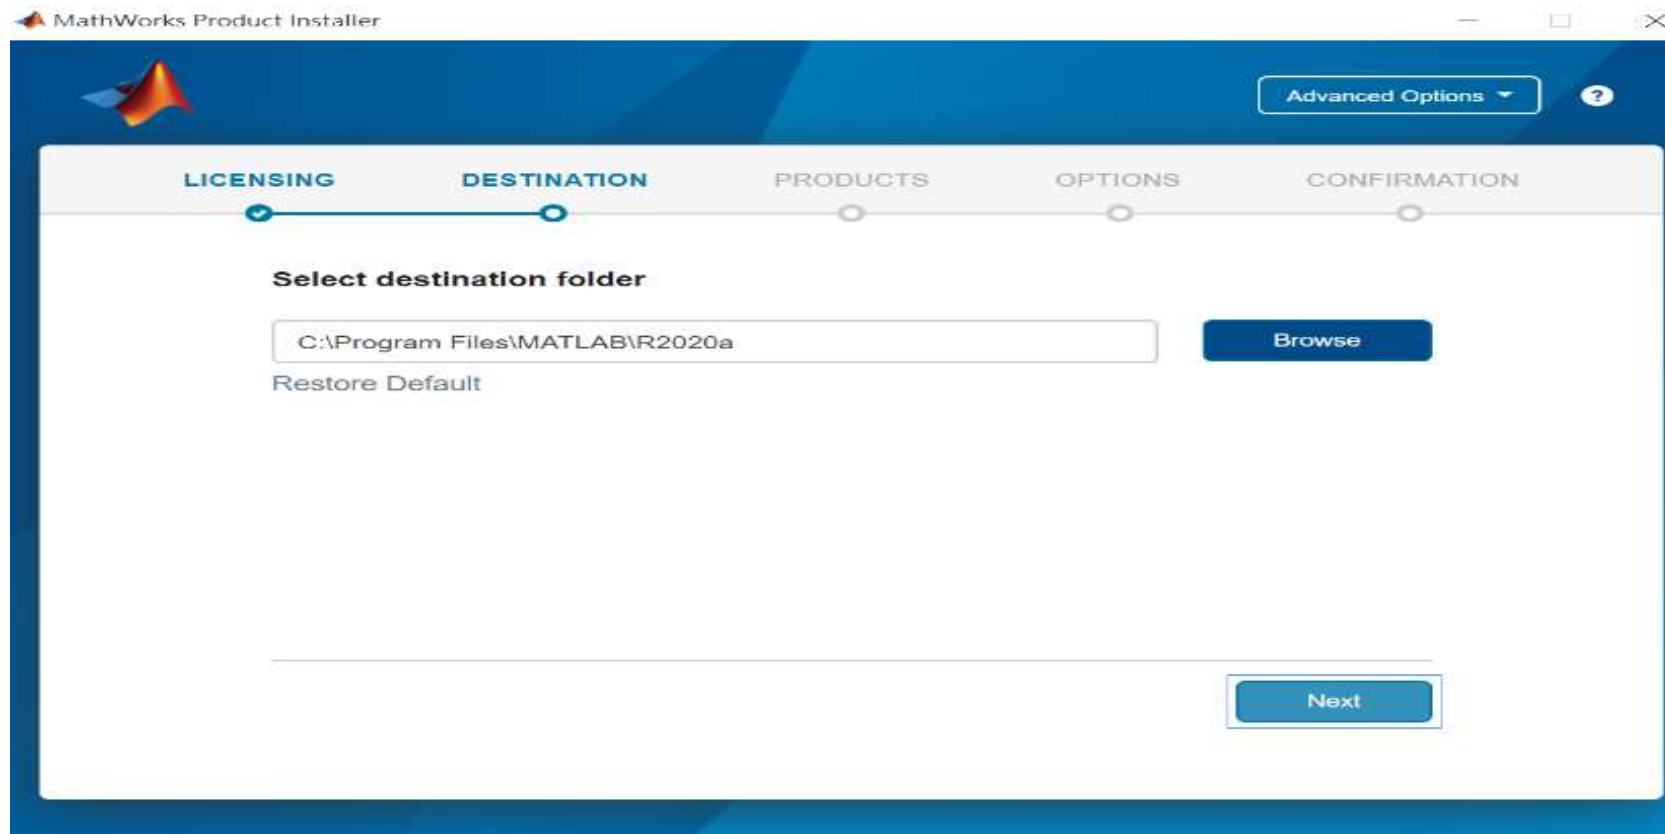 MathWorks Product Installer
Advanced Options
?
LICENSING DESTINATION PRODUCTS OPTIONS CONFIRMATION
Select destination folder
C:\Program Files\MATLAB\R2020a Browse
Restore Default
Next